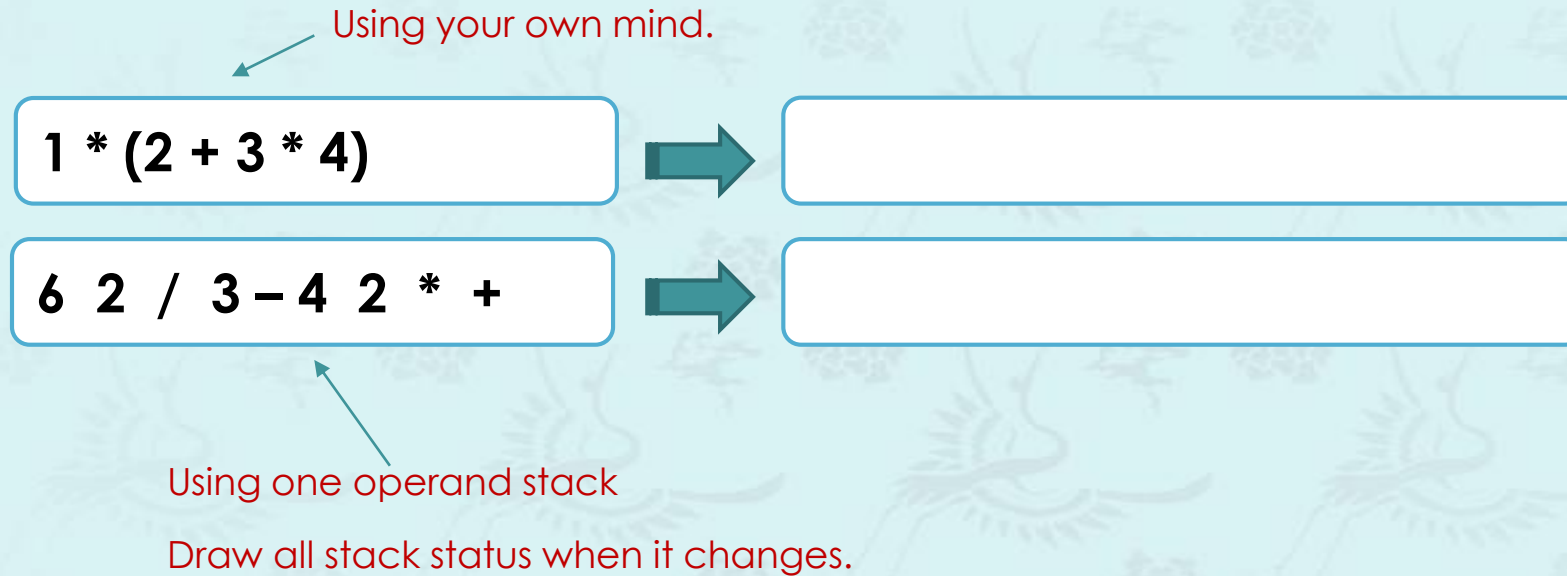 Using your own mind.
1 * (2 + 3 * 4)
6 2 / 3 – 4 2 * +
Using one operand stack
Draw all stack status when it changes.